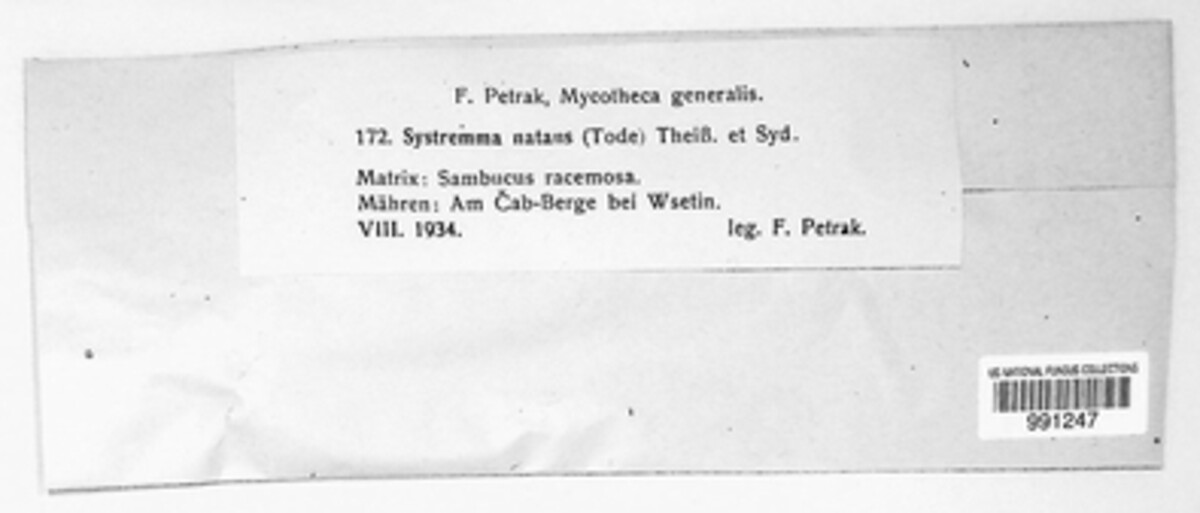 F. Petrak, Mycotheca generalis.
172. Systremma natans (Tode) Theiß. et Syd.
Matrix: Sambucus racemosa.
Mähren: Am Čab-Berge bei Wsetin.
VIII. 1934. leg. F. Petrak.
US NATIONAL FUNGUS COLLECTIONS
991247